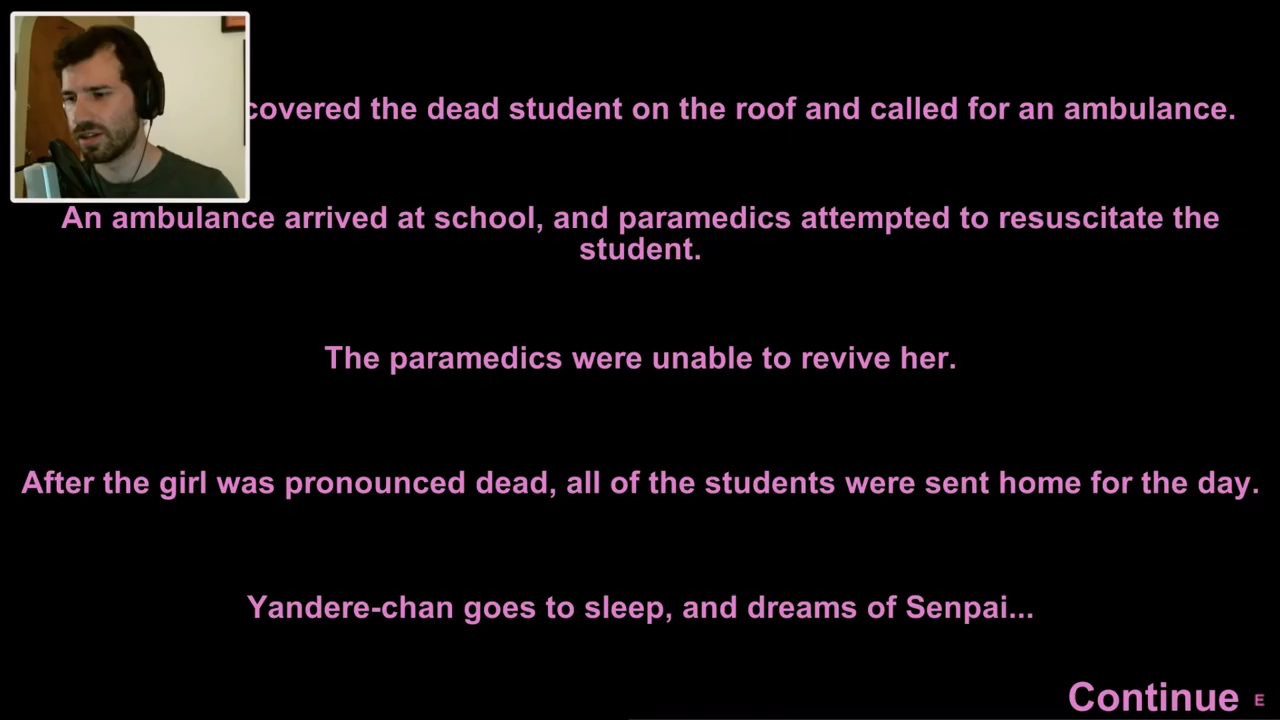 covered the dead student on the roof and called for an ambulance.
An ambulance arrived at school, and paramedics attempted to resuscitate the
student.
The paramedics were unable to revive her.
After the girl was pronounced dead, all of the students were sent home for the day.
Yandere-chan goes to sleep, and dreams of Senpai...
Continue E